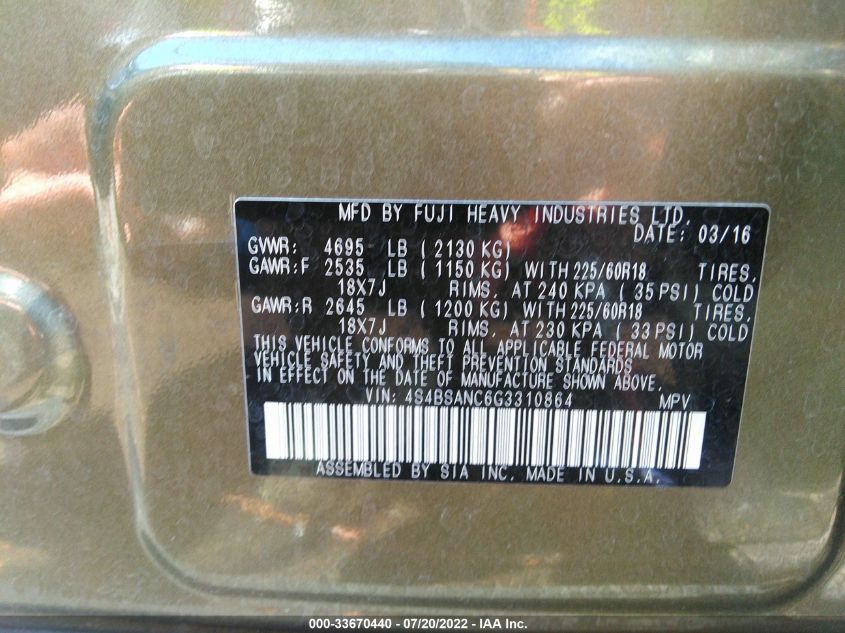 MFD BY FUJI HEAVY INDUSTRIES LTD.
DATE: 03/16
GVWR: 4695 LB (2130 KG)
GAWR:F 2535 LB (1150 KG) WITH 225/60R18 TIRES,
18X7J RIMS, AT 240 KPA (35 PSI) COLD
GAWR:R 2645 LB (1200 KG) WITH 225/60R18 TIRES,
18X7J RIMS, AT 230 KPA (33 PSI) COLD
THIS VEHICLE CONFORMS TO ALL APPLICABLE FEDERAL MOTOR
VEHICLE SAFETY AND THEFT PREVENTION STANDARDS
IN EFFECT ON THE DATE OF MANUFACTURE SHOWN ABOVE.
VIN: 4S4BSANC6G3310864 MPV
ASSEMBLED BY SIA INC. MADE IN U.S.A.
000-33670440 - 07/20/2022 - IAA Inc.